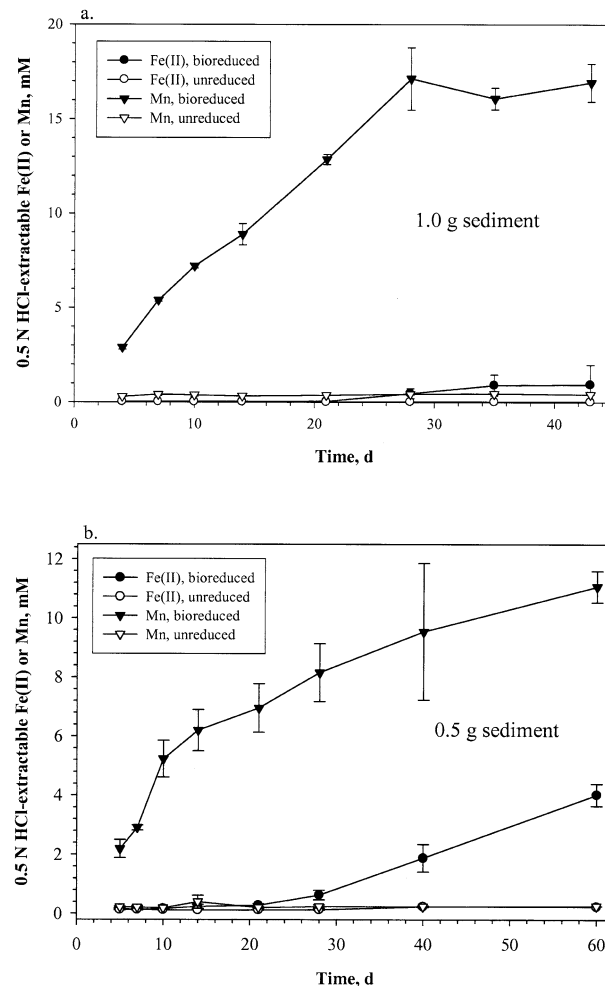 a.
20
15
10
5
0
0.5 N HCl-extractable Fe(II) or Mn, mM
Fe(II), bioreduced
Fe(II), unreduced
Mn, bioreduced
Mn, unreduced
1.0 g sediment
0 10 20 30 40
Time, d
b.
12
10
8
6
4
2
0
0.5 N HCl-extractable Fe(II) or Mn, mM
Fe(II), bioreduced
Fe(II), unreduced
Mn, bioreduced
Mn, unreduced
0.5 g sediment
0 10 20 30 40 50 60
Time, d